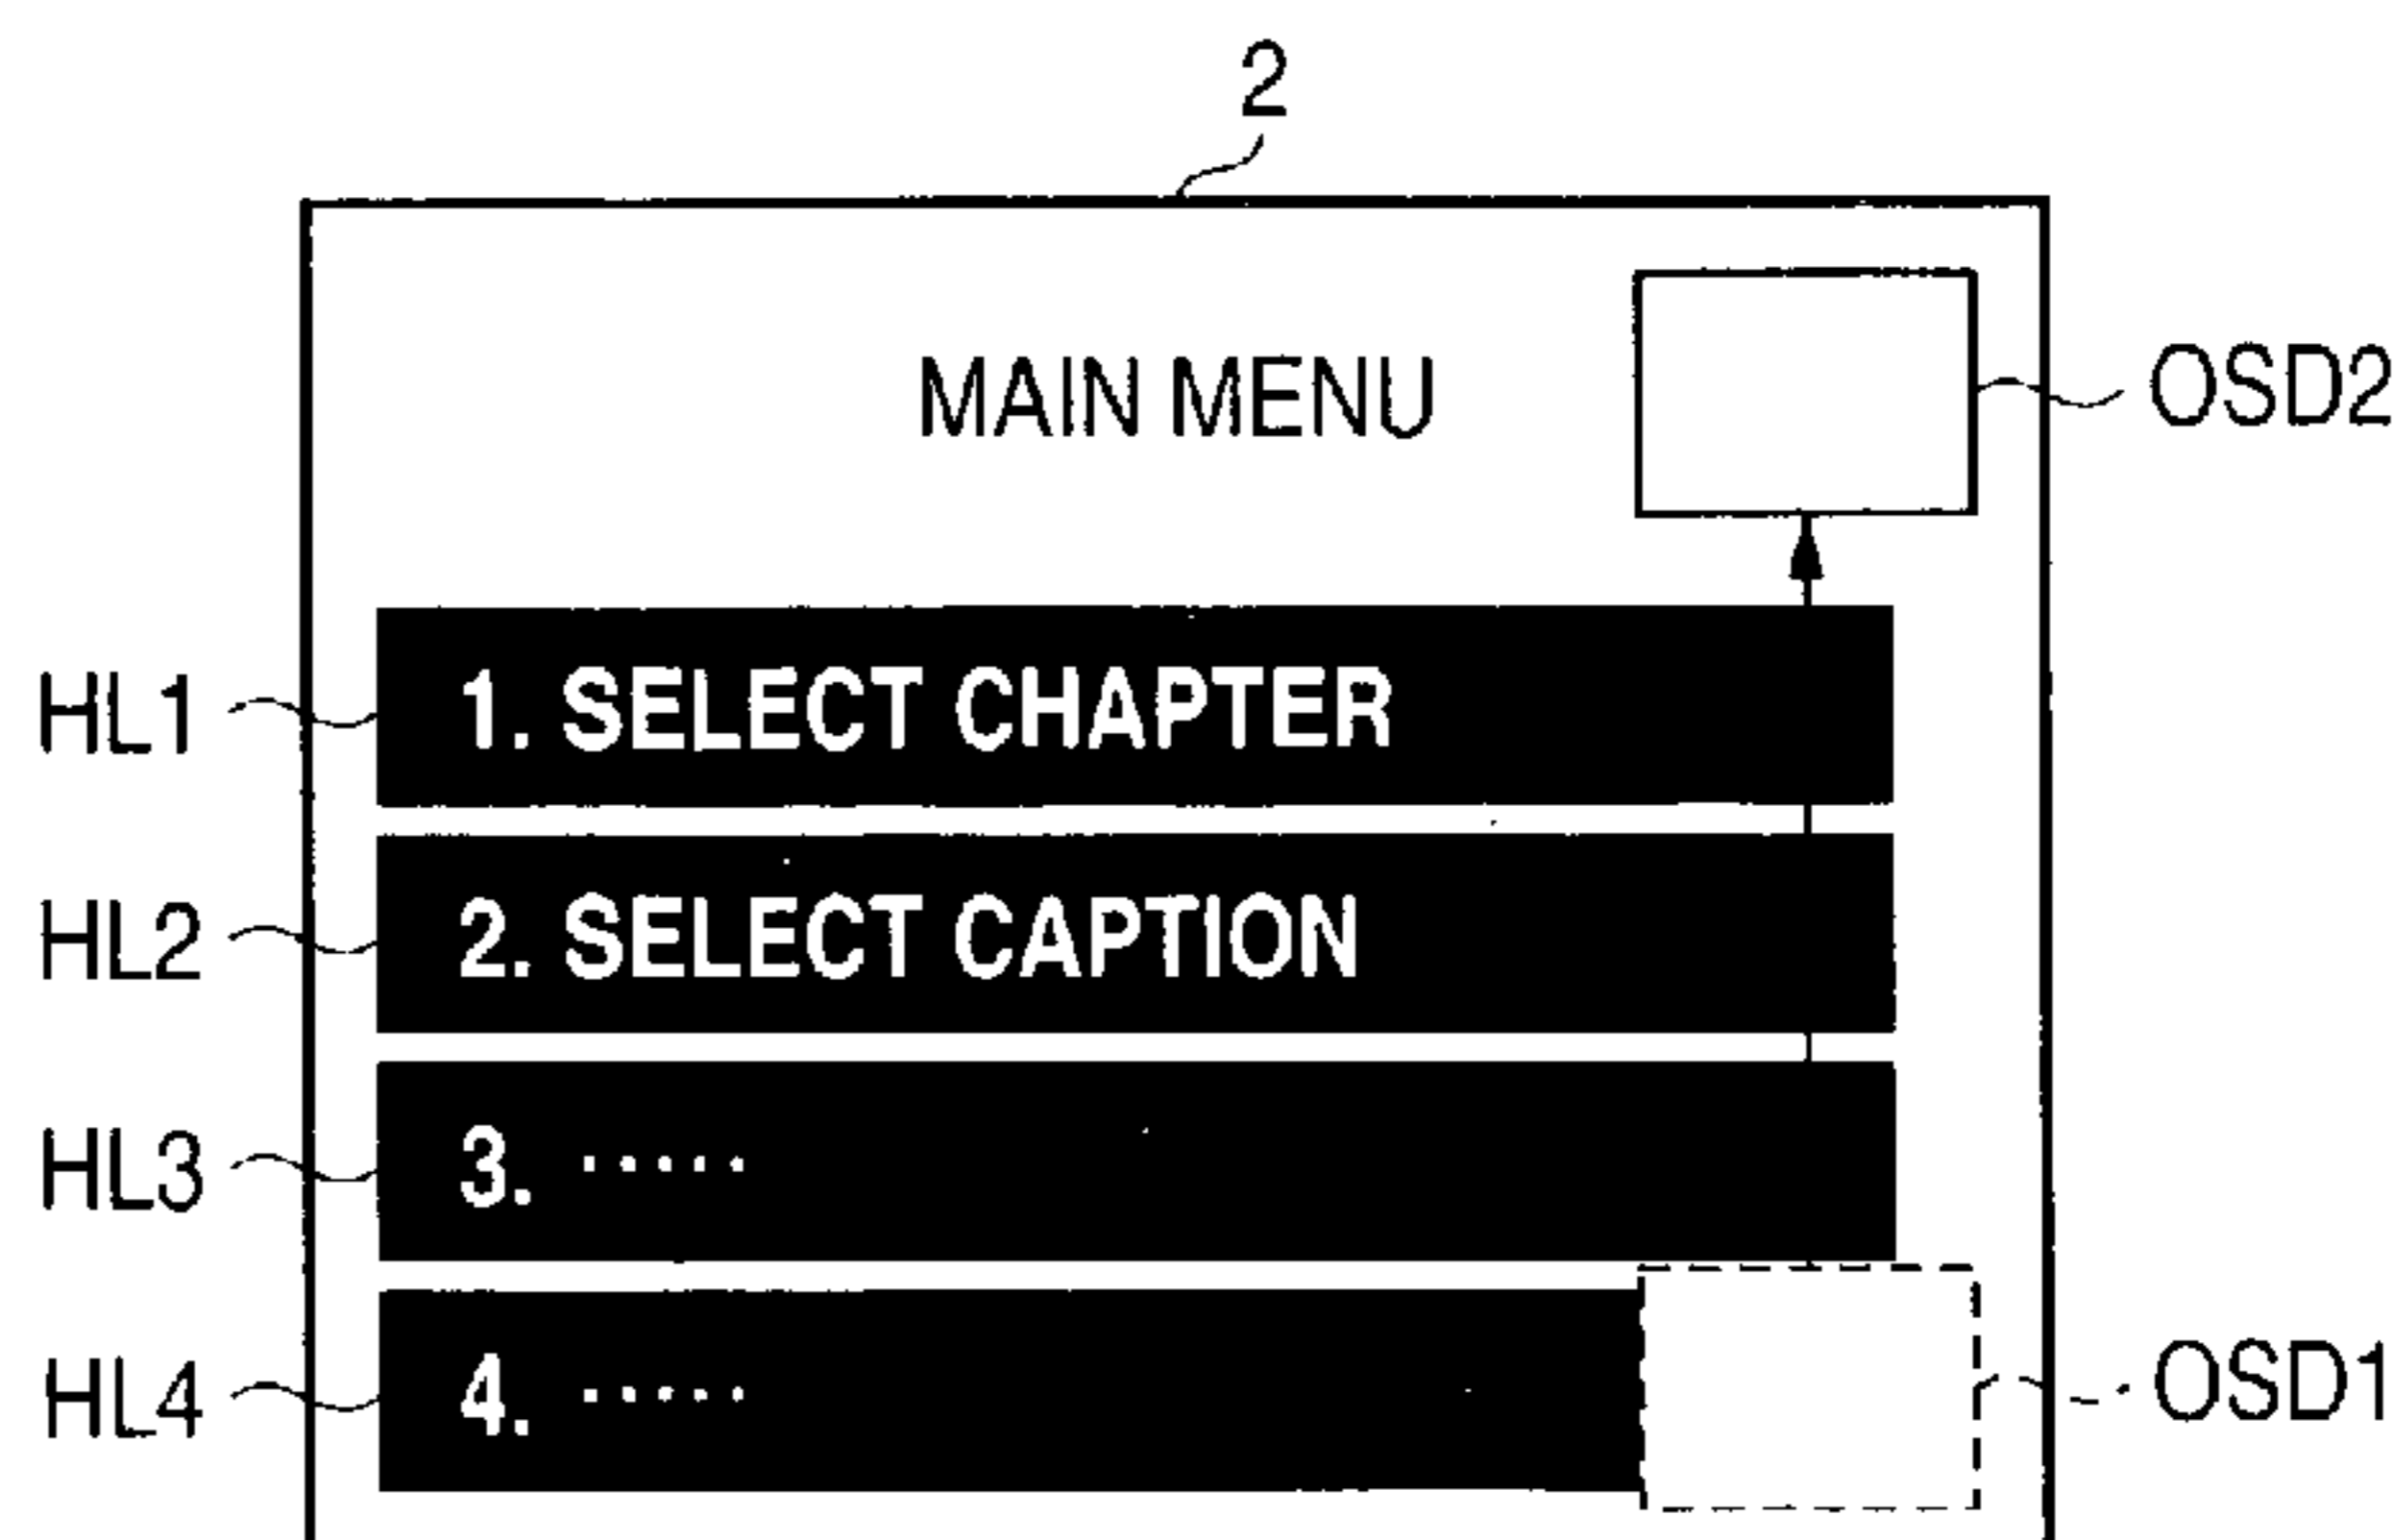 2
MAIN MENU
OSD2
HL1 1. SELECT CHAPTER
HL2 2. SELECT CAPTION
HL3 3. .....
HL4 4. .....
OSD1